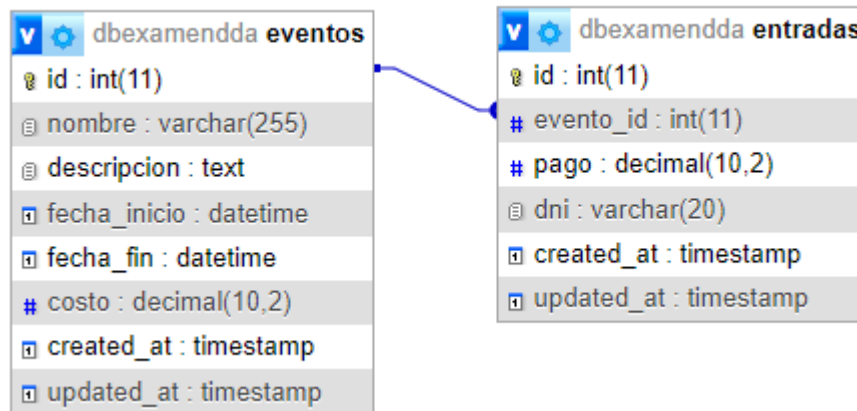 v dbexamendda eventos
id : int(11)
nombre : varchar(255)
descripcion : text
fecha_inicio : datetime
fecha_fin : datetime
# costo : decimal(10,2)
created_at : timestamp
updated_at : timestamp
v dbexamendda entradas
id : int(11)
# evento_id : int(11)
# pago : decimal(10,2)
dni : varchar(20)
created_at : timestamp
updated_at : timestamp